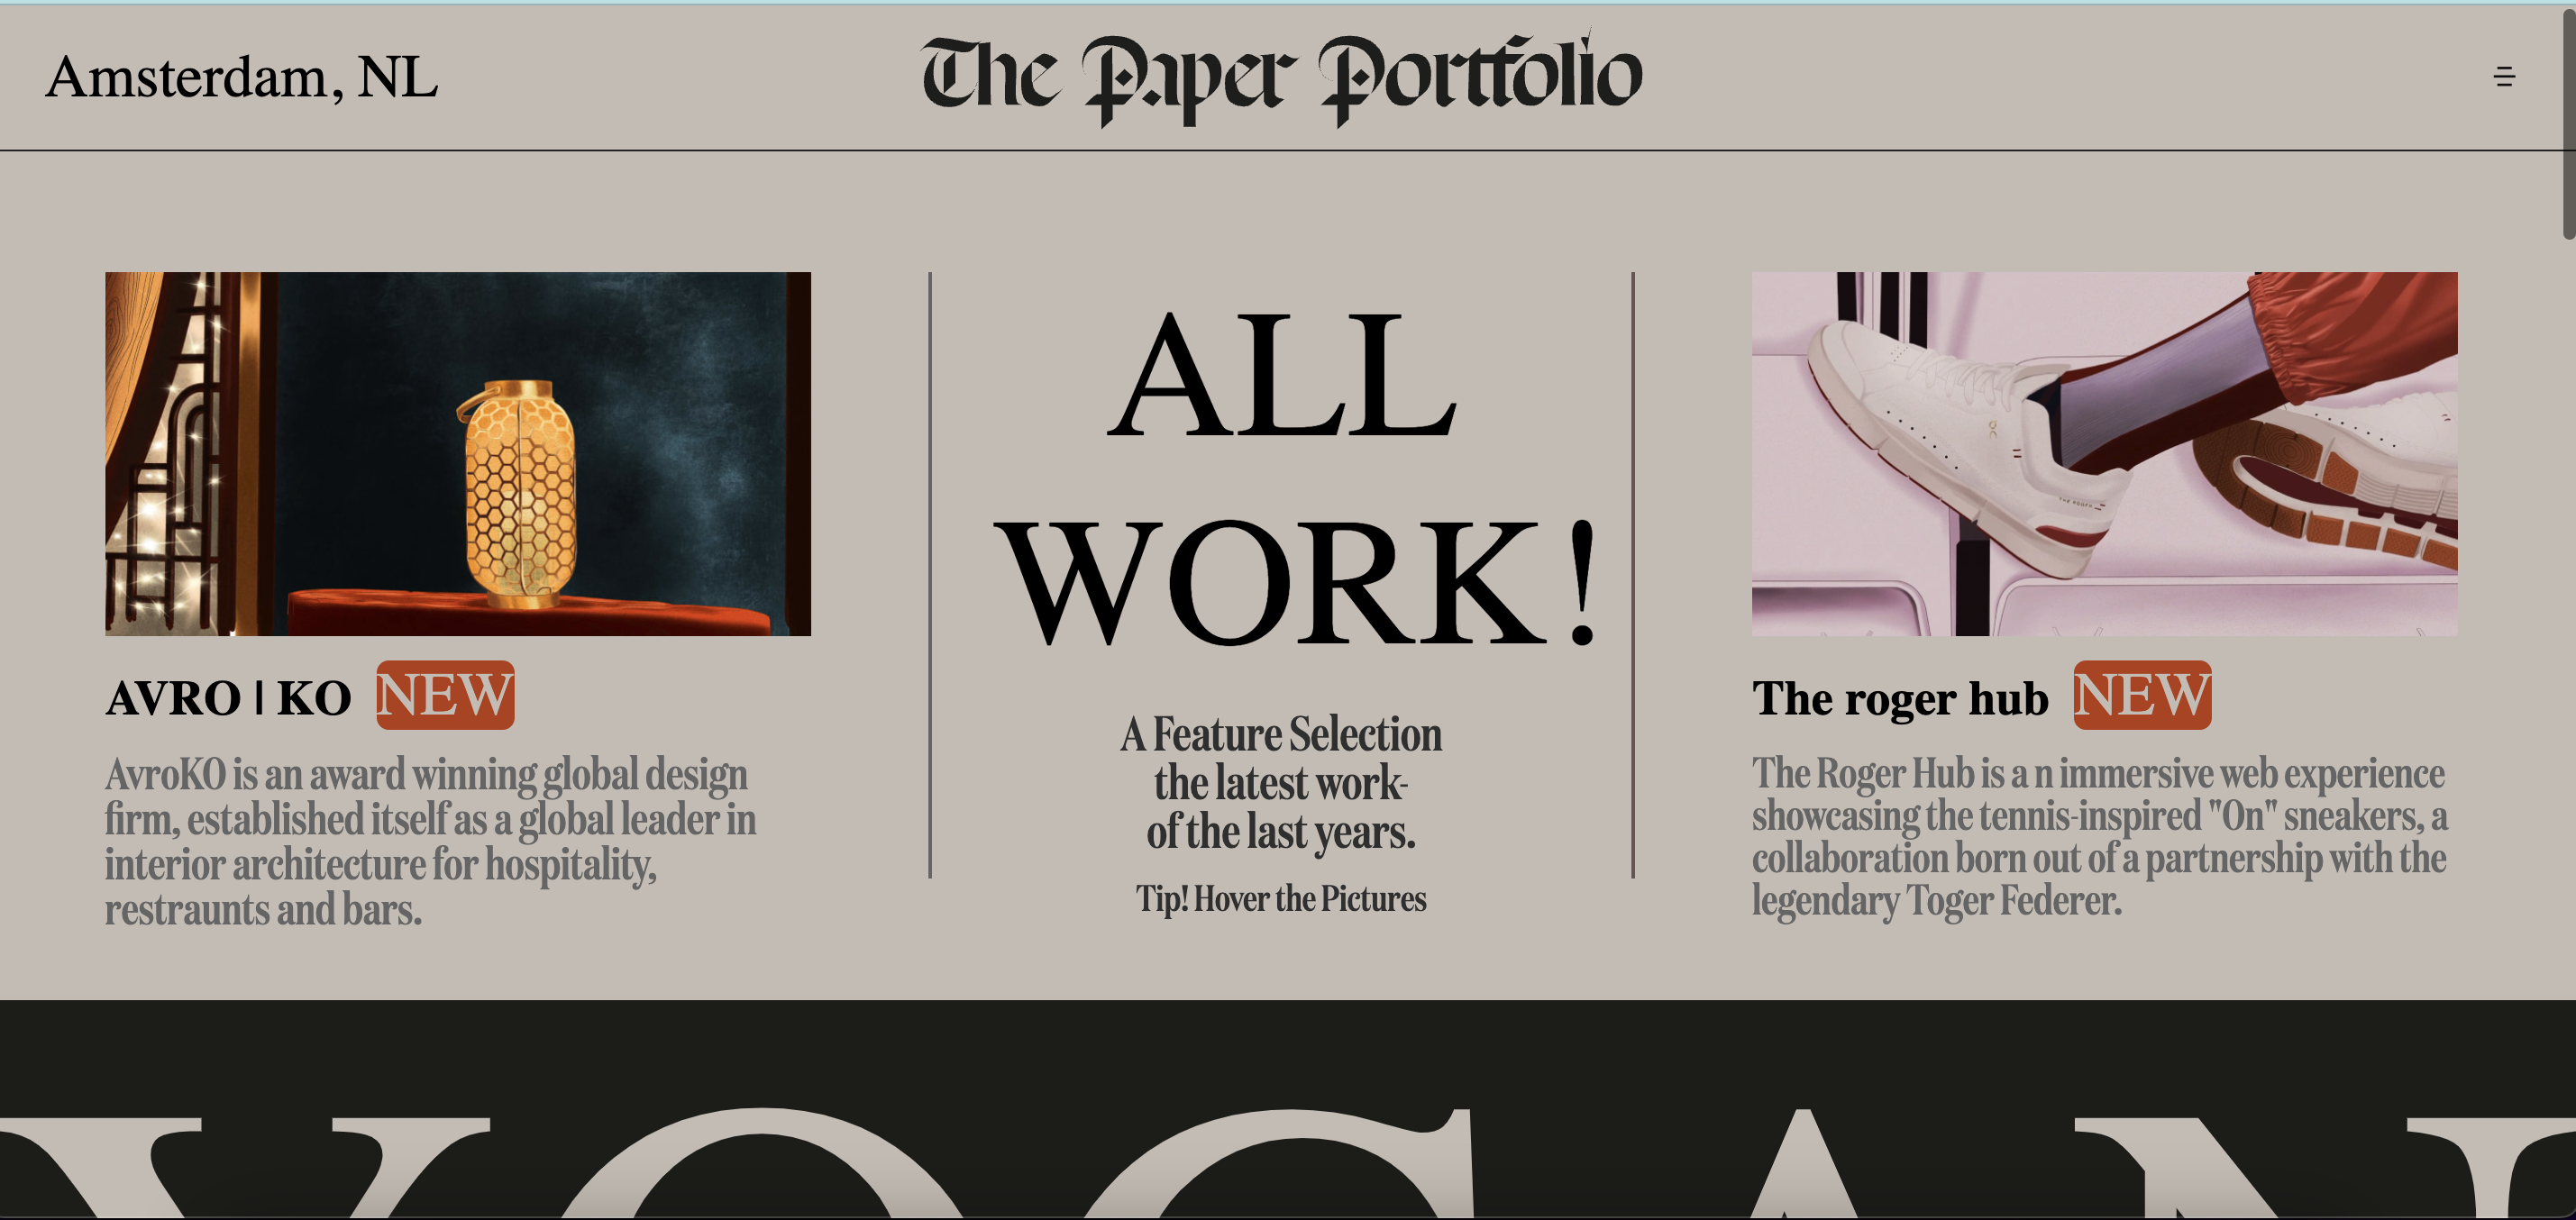 Amsterdam, NL
The Paper Portfolio
AVRO | KO NEW
AvroKO is an award winning global design
firm, established itself as a global leader in
interior architecture for hospitality,
restraunts and bars.
ALL
WORK!
A Feature Selection
the latest work-
of the last years.
Tip! Hover the Pictures
The roger hub NEW
The Roger Hub is a n immersive web experience
showcasing the tennis-inspired "On" sneakers, a
collaboration born out of a partnership with the
legendary Toger Federer.